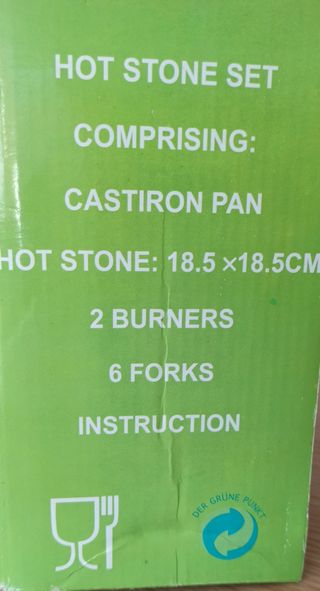 HOT STONE SET
COMPRISING:
CASTIRON PAN
HOT STONE: 18.5 ×18.5CM
2 BURNERS
6 FORKS
INSTRUCTION
DER GRÜNE PUNKT